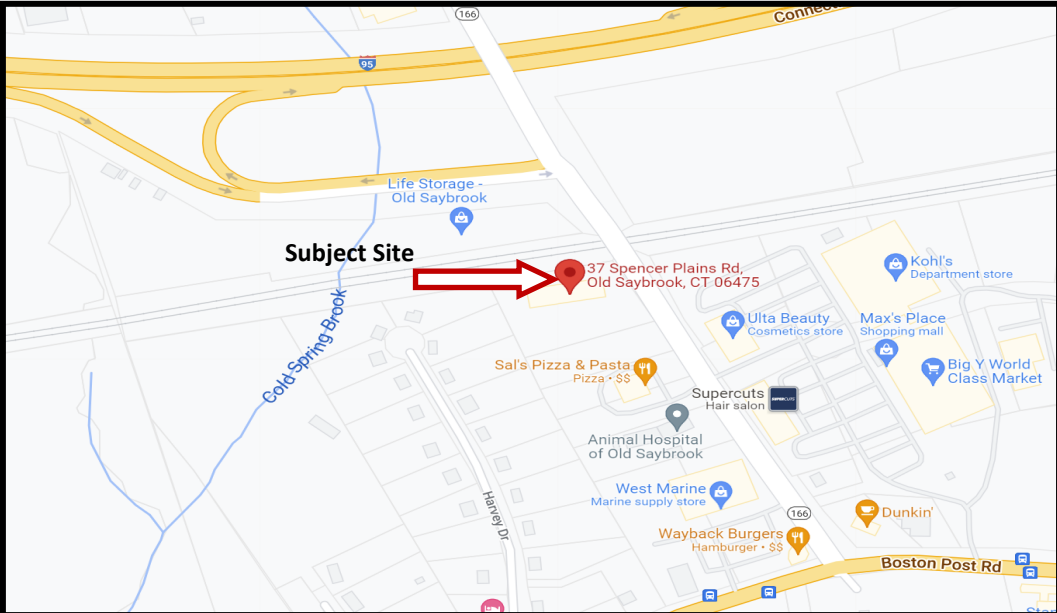 166
Connect
95
Life Storage -
Old Saybrook
Subject Site
37 Spencer Plains Rd,
Old Saybrook, CT 06475
Kohl's
Department store
Cold Spring Brook
Ulta Beauty
Cosmetics store
Max's Place
Shopping mall
Sal's Pizza & Pasta
Pizza • $$
Big Y World
Class Market
Supercuts
Hair salon
Animal Hospital
of Old Saybrook
West Marine
Marine supply store
Harvey Dr
166
Dunkin'
Wayback Burgers
Hamburger • $$
Boston Post Rd